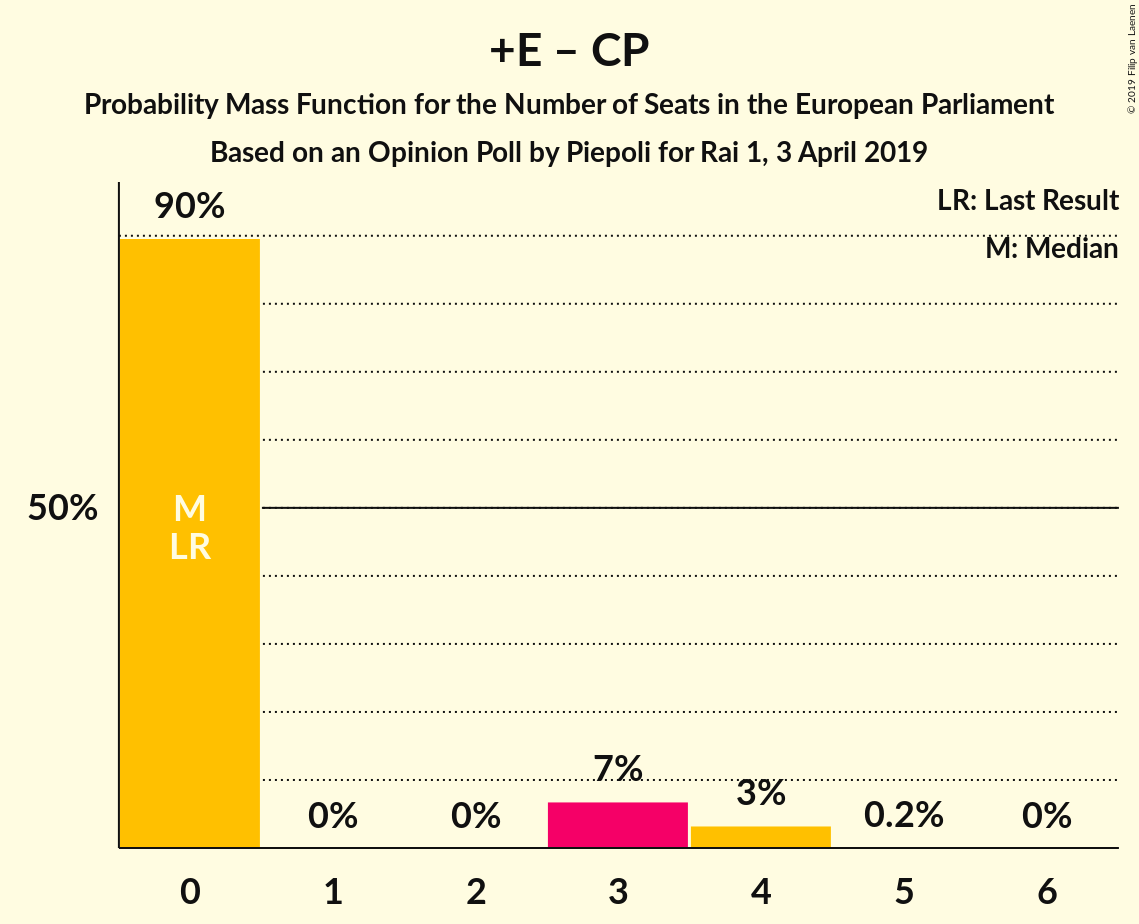 +E – CP
Probability Mass Function for the Number of Seats in the European Parliament
Based on an Opinion Poll by Piepoli for Rai 1, 3 April 2019
© 2019 Filip van Laenen
LR: Last Result
M: Median
90%
50%
M
LR
0%
0%
7%
3%
0.2%
0%
0
1
2
3
4
5
6